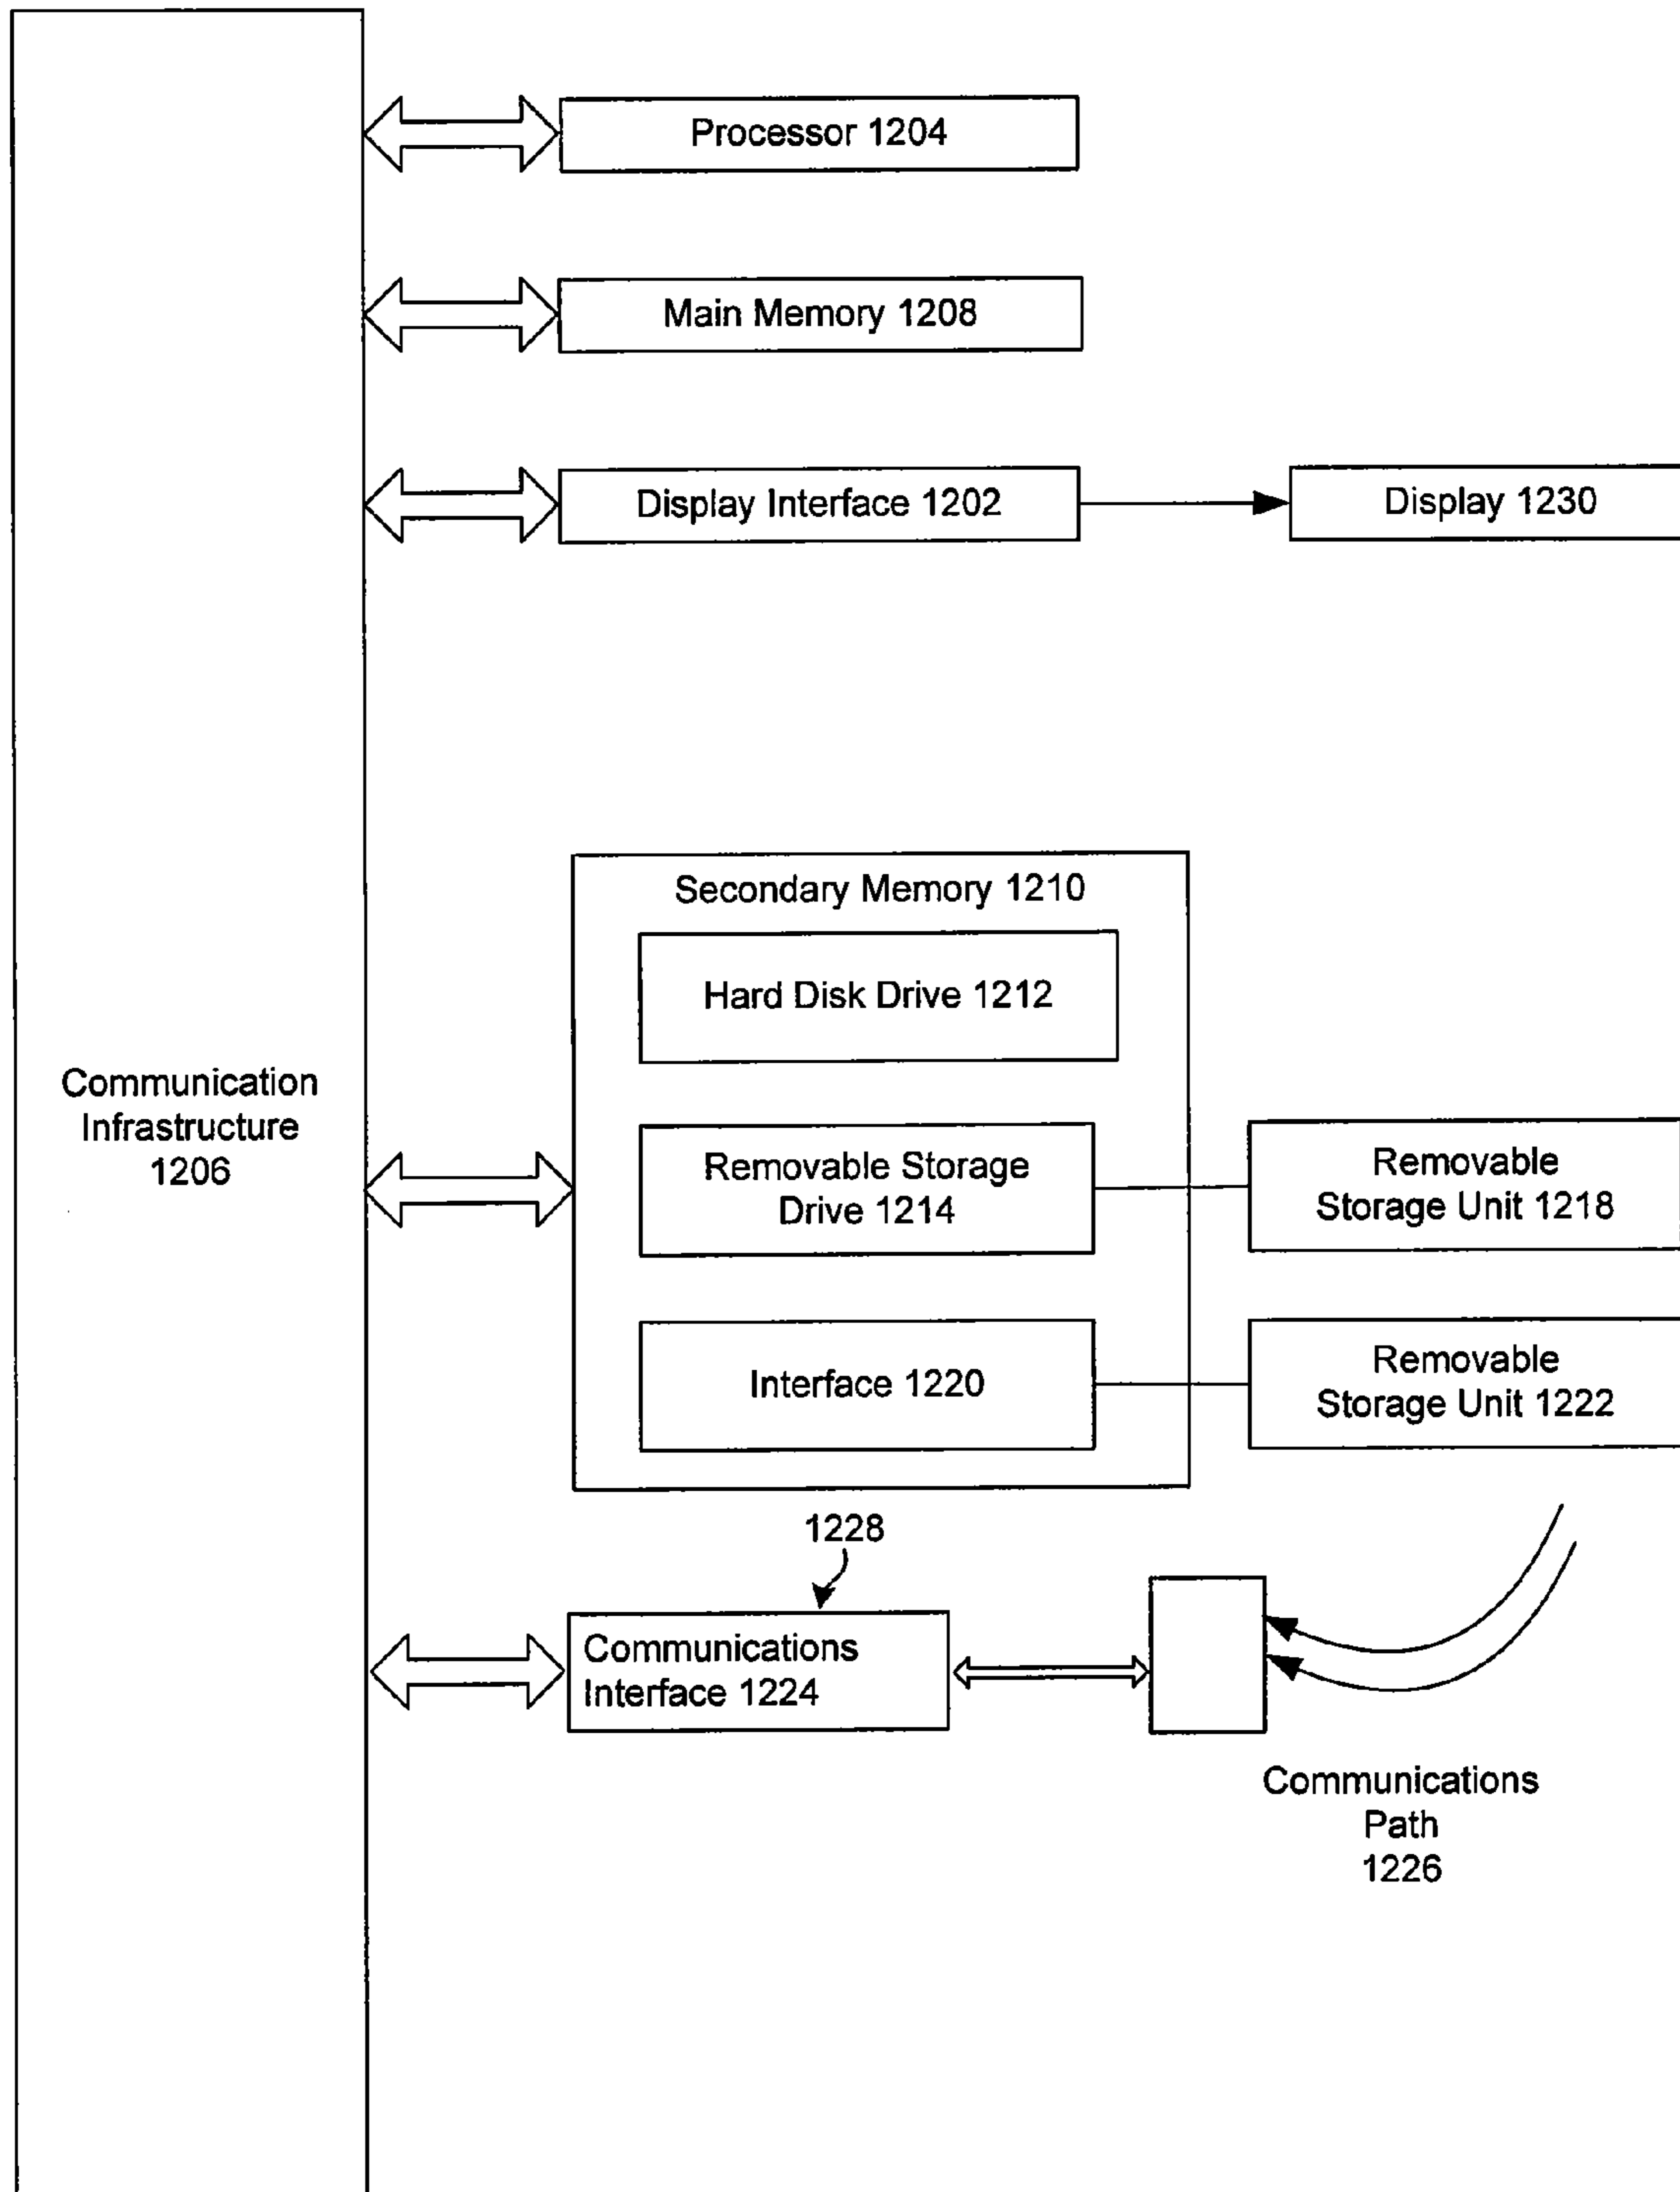 Processor 1204
Main Memory 1208
Display Interface 1202
Display 1230
Secondary Memory 1210
Hard Disk Drive 1212
Communication
Infrastructure
1206
Removable Storage
Drive 1214
Removable
Storage Unit 1218
Interface 1220
Removable
Storage Unit 1222
1228
Communications
Interface 1224
Communications
Path
1226